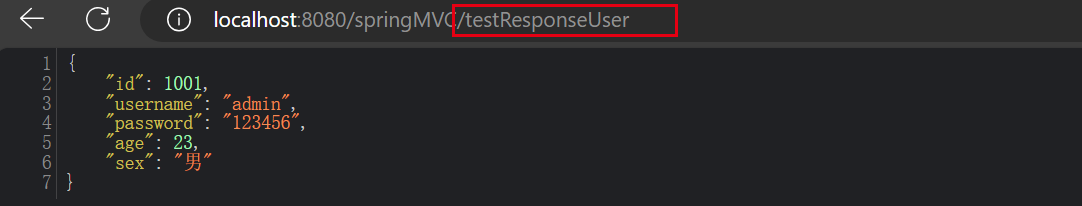 localhost:8080/springMVC/testResponseUser
1 {
2 "id": 1001,
3 "username": "admin",
4 "password": "123456",
5 "age": 23,
6 "sex": "男"
7 }